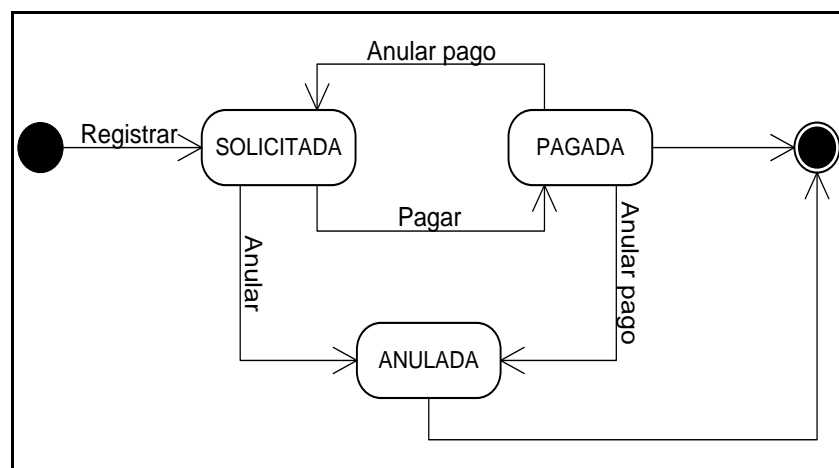 Anular pago
Registrar
SOLICITADA
PAGADA
Pagar
Anular
Anular pago
ANULADA